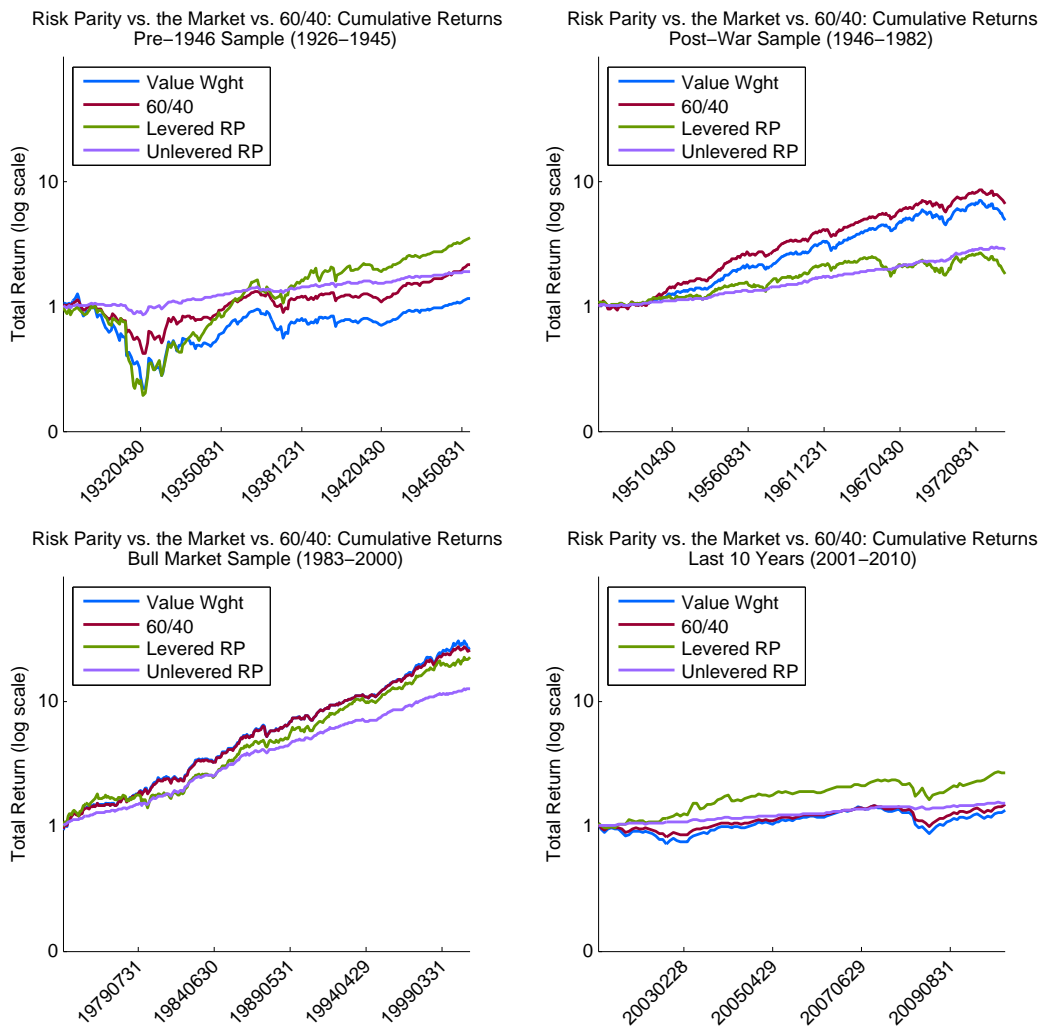 Risk Parity vs. the Market vs. 60/40: Cumulative Returns
Pre−1946 Sample (1926−1945)
Value Wght
60/40
Levered RP
Unlevered RP
Total Return (log scale)
10
1
0
19320430
19350831
19381231
19420430
19450831
Risk Parity vs. the Market vs. 60/40: Cumulative Returns
Post−War Sample (1946−1982)
Value Wght
60/40
Levered RP
Unlevered RP
Total Return (log scale)
10
1
0
19510430
19560831
19611231
19670430
19720831
Risk Parity vs. the Market vs. 60/40: Cumulative Returns
Bull Market Sample (1983−2000)
Value Wght
60/40
Levered RP
Unlevered RP
Total Return (log scale)
10
1
0
19790731
19840630
19890531
19940429
19990331
Risk Parity vs. the Market vs. 60/40: Cumulative Returns
Last 10 Years (2001−2010)
Value Wght
60/40
Levered RP
Unlevered RP
Total Return (log scale)
10
1
0
20030228
20050429
20070629
20090831